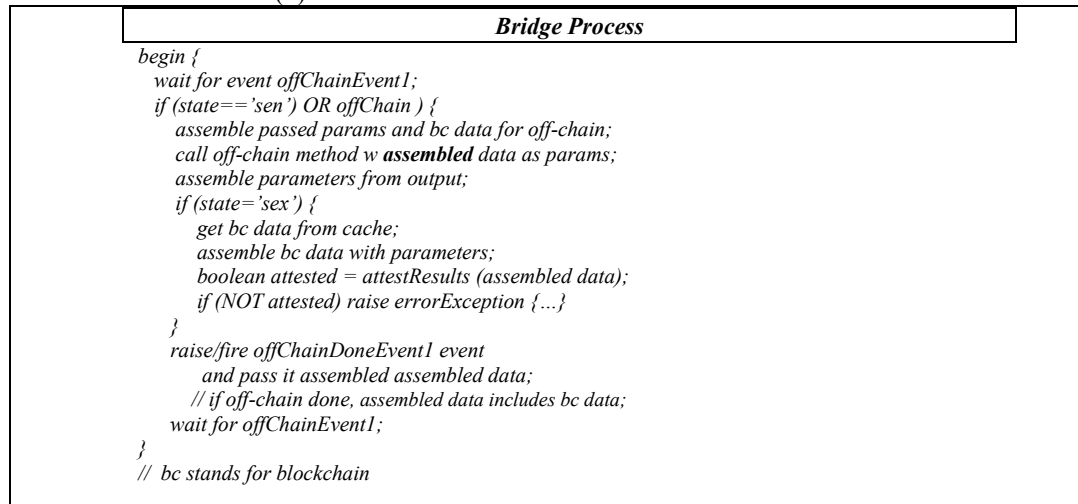 Bridge Process
begin {
wait for event offChainEvent1;
if (state==’sen’) OR offChain ) {
assemble passed params and bc data for off-chain;
call off-chain method w assembled data as params;
assemble parameters from output;
if (state=’sex’) {
get bc data from cache;
assemble bc data with parameters;
boolean attested = attestResults (assembled data);
if (NOT attested) raise errorException {…}
}
raise/fire offChainDoneEvent1 event
and pass it assembled assembled data;
// if off-chain done, assembled data includes bc data;
wait for offChainEvent1;
}
// bc stands for blockchain